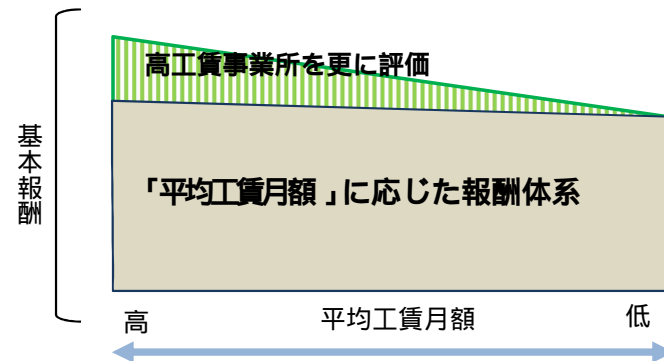 高工賃事業所を更に評価
基本報酬
「平均工賃月額」に応じた報酬体系
高
平均工賃月額
低